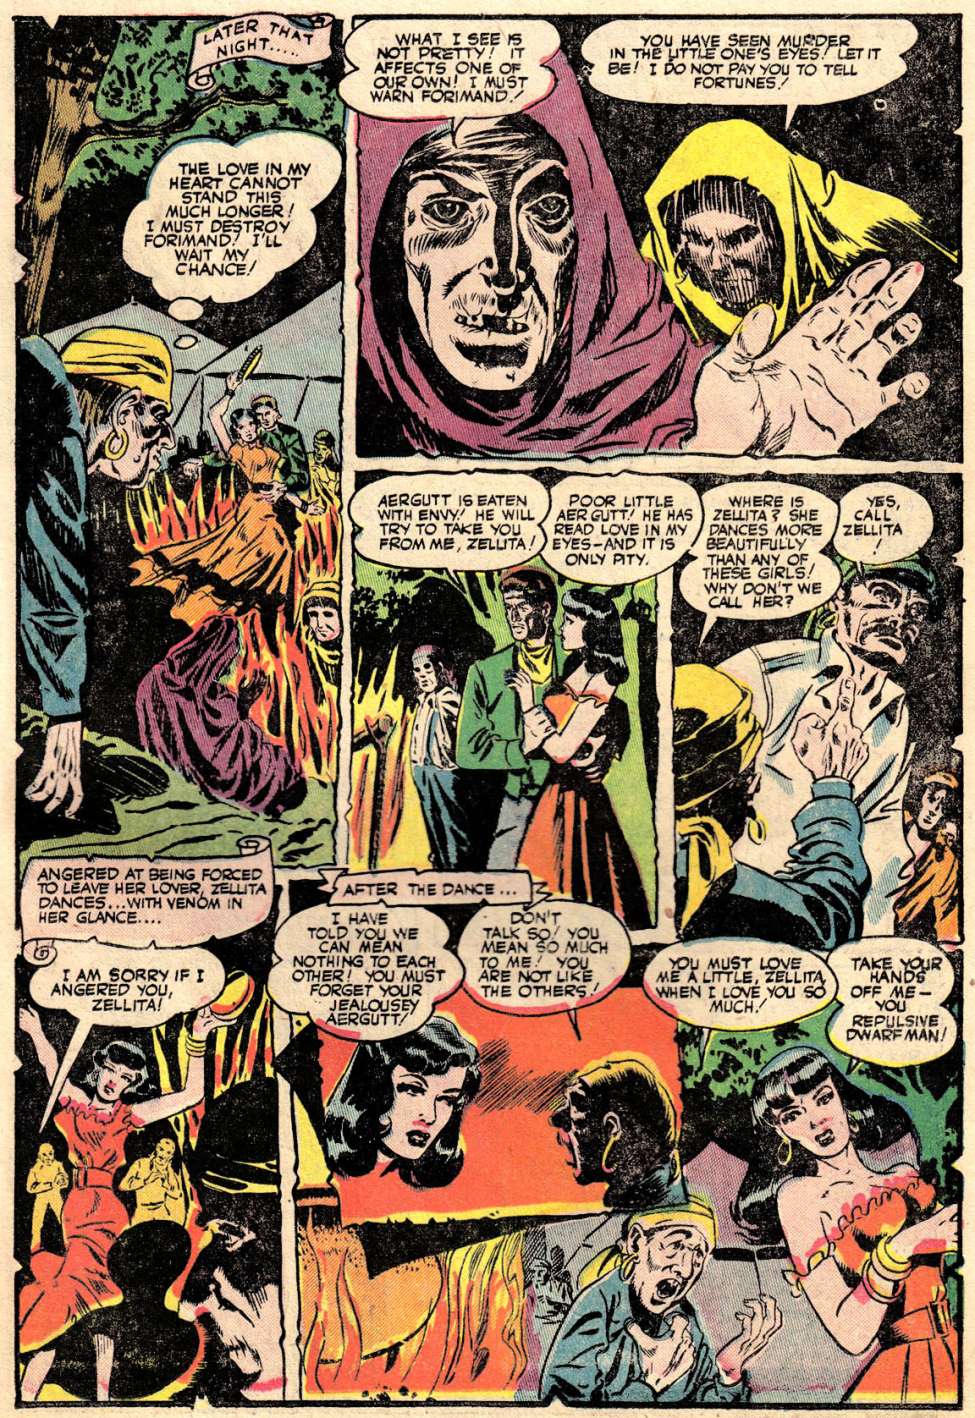 LATER THAT
NIGHT.....
THE LOVE IN MY
HEART CANNOT
STAND THIS
MUCH LONGER!
I MUST DESTROY
FORIMAND! I'LL
WAIT MY
CHANCE!
WHAT I SEE IS
NOT PRETTY! IT
AFFECTS ONE OF
OUR OWN! I MUST
WARN FORIMAND!
YOU HAVE SEEN MURDER
IN THE LITTLE ONE'S EYES! LET IT
BE! I DO NOT PAY YOU TO TELL
FORTUNES!
AERGUTT IS EATEN
WITH ENVY! HE WILL
TRY TO TAKE YOU
FROM ME, ZELLITA!
POOR LITTLE
AERGUTT! HE HAS
READ LOVE IN MY
EYES—AND IT IS
ONLY PITY.
WHERE IS
ZELLITA? SHE
DANCES MORE
BEAUTIFULLY
THAN ANY OF
THESE GIRLS!
WHY DON'T WE
CALL HER?
YES,
CALL
ZELLITA
!
ANGERED AT BEING FORCED
TO LEAVE HER LOVER, ZELLITA
DANCES...WITH VENOM IN
HER GLANCE....
I AM SORRY IF I
ANGERED YOU,
ZELLITA!
AFTER THE DANCE...
I HAVE
TOLD YOU WE
CAN MEAN
NOTHING TO EACH
OTHER! YOU MUST
FORGET YOUR
JEALOUSEY
AERGUTT!
DON'T
TALK SO! YOU
MEAN SO MUCH
TO ME! YOU
ARE NOT LIKE
THE OTHERS!
YOU MUST LOVE
ME A LITTLE, ZELLITA,
WHEN I LOVE YOU SO
MUCH!
TAKE YOUR
HANDS
OFF ME—
YOU
REPULSIVE
DWARF MAN!